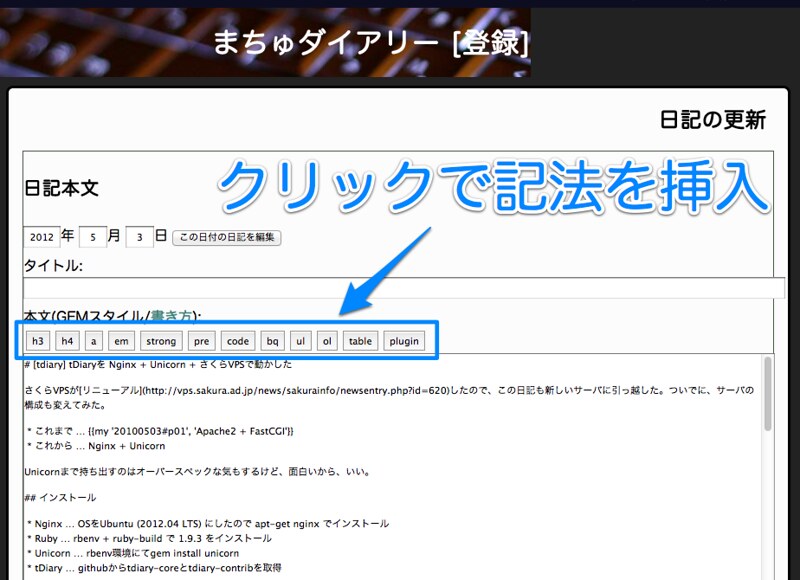 まちゅダイアリー [登録]
日記の更新
日記本文
クリックで記法を挿入
2012 年 5 月 3 日 この日付の日記を編集
タイトル:
本文(GFMスタイル/書き方):
h3 h4 a em strong pre code bq ul ol table plugin
# [tdiary] tDiaryを Nginx + Unicorn + さくらVPSで動かした
さくらVPSが[リニューアル](http://vps.sakura.ad.jp/news/sakurainfo/newsentry.php?id=620)したので、この日記も新しいサーバに引っ越した。ついでに、サーバの
構成も変えてみた。
* これまで … {{my '20100503#p01', 'Apache2 + FastCGI'}}
* これから … Nginx + Unicorn
Unicornまで持ち出すのはオーバースペックな気もするけど、面白いから、いい。
## インストール
* Nginx … OSをUbuntu (2012.04 LTS) にしたので apt-get nginx でインストール
* Ruby … rbenv + ruby-build で 1.9.3 をインストール
* Unicorn … rbenv環境にてgem install unicorn
* tDiary … githubからtdiary-coreとtdiary-contribを取得